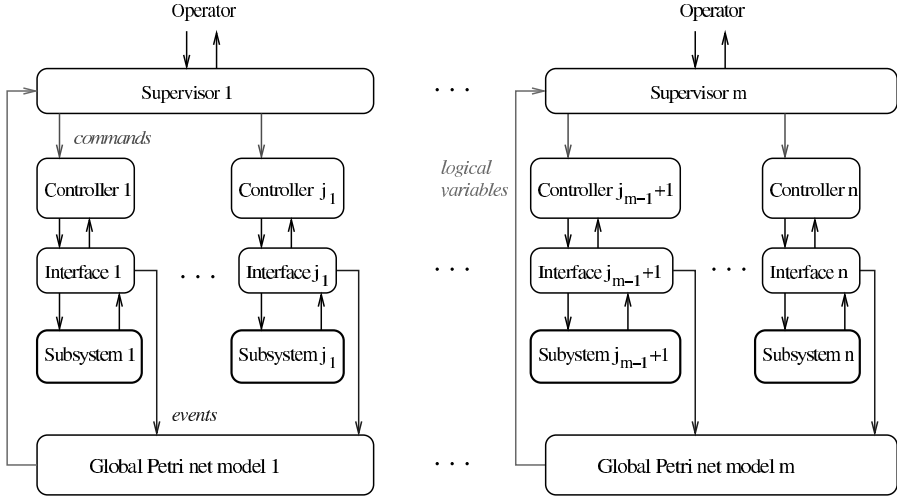 Operator
Operator
Supervisor 1
. . .
Supervisor m
commands
logical
variables
Controller 1
Controller j1
Controller jm−1+1
Controller n
Interface 1
. . .
Interface j1
. . .
Interface jm−1+1
. . .
Interface n
Subsystem 1
Subsystem j1
Subystem jm−1+1
Subsystem n
events
Global Petri net model 1
. . .
Global Petri net model m